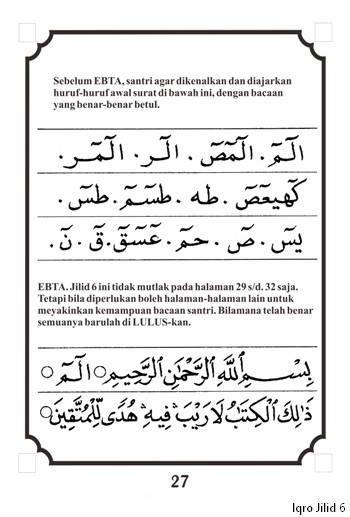 Sebelum EBTA, santri agar dikenalkan dan diajarkan
huruf-huruf awal surat di bawah ini, dengan bacaan
yang benar-benar betul.
الٓمٓ . الٓمٓصٓ . الٓر . الٓمٓر .
كٓهيعٓصٓ . طه . طسٓمٓ . طسٓ .
يسٓ . صٓ . حمٓ . عٓسٓقٓ . قٓ . نٓ .
EBTA. Jilid 6 ini tidak mutlak pada halaman 29 s/d. 32 saja.
Tetapi bila diperlukan boleh halaman-halaman lain untuk
meyakinkan kemampuan bacaan santri. Bilamana telah benar
semuanya barulah di LULUS-kan.
بِسْمِ اللَّهِ الرَّحْمٰنِ الرَّحِيمِ ○ الٓمٓ ○
ذَٰلِكَ الْكِتَٰبُ لَا رَيْبَ ۛ فِيهِ ۛ هُدًى لِّلْمُتَّقِينَ ○
27
Iqro Jilid 6